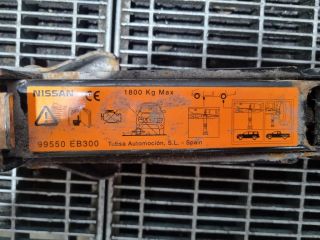 NISSAN CE 1800 Kg Max
99550 EB300 Tubsa Automoción, S.L. - Spain